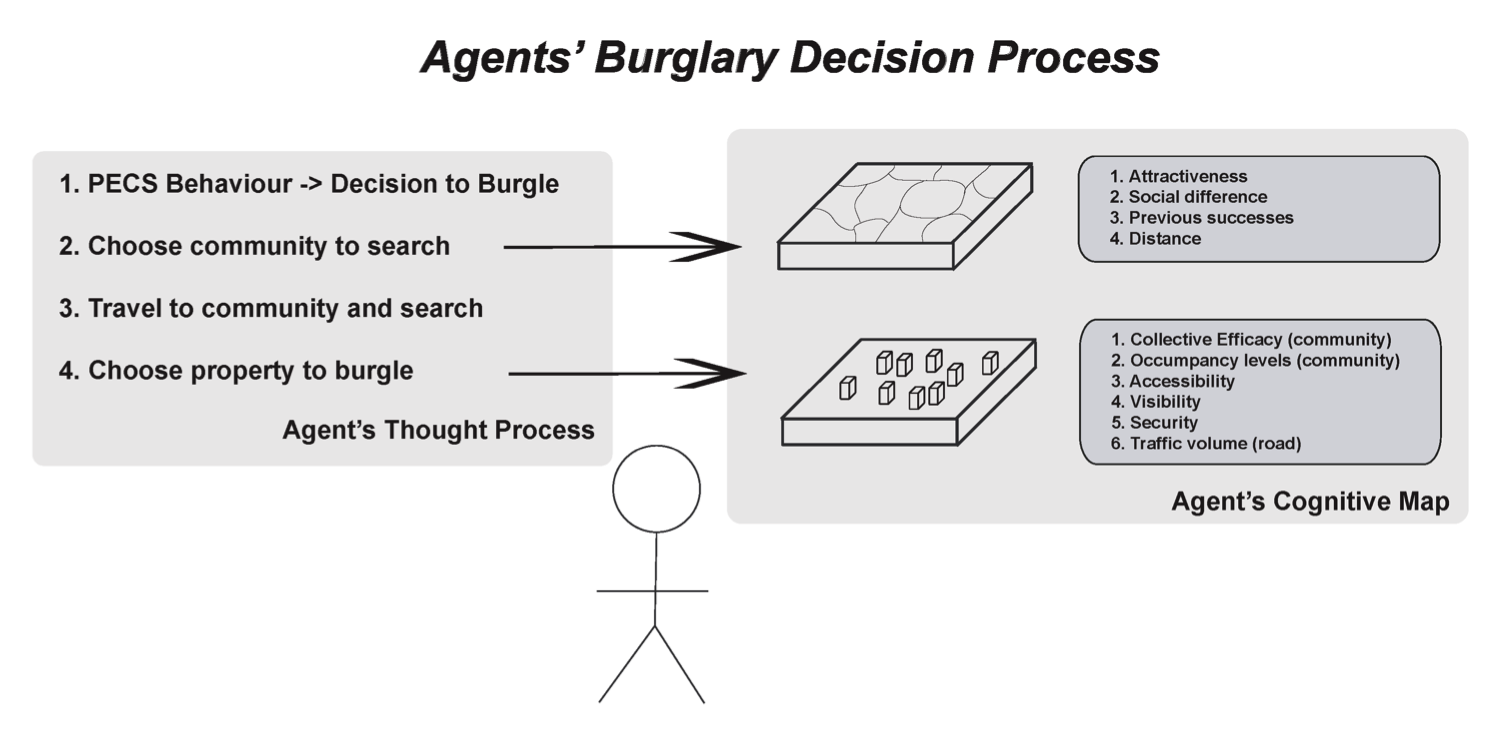 Agents’ Burglary Decision Process
1. PECS Behaviour -> Decision to Burgle
2. Choose community to search
3. Travel to community and search
4. Choose property to burgle
Agent’s Thought Process
1. Attractiveness
2. Social difference
3. Previous successes
4. Distance
1. Collective Efficacy (community)
2. Occumpancy levels (community)
3. Accessibility
4. Visibility
5. Security
6. Traffic volume (road)
Agent’s Cognitive Map